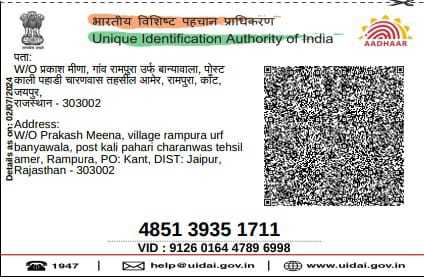 भारतीय विशिष्ट पहचान प्राधिकरण
Unique Identification Authority of India
AADHAAR
Details as on: 02/07/2024
पता:
W/O प्रकाश मीणा, गांव रामपुरा उर्फ बान्यावाला, पोस्ट
काली पहाडी चारणवास तहसील आमेर, रामपुरा, काँट,
जयपुर,
राजस्थान - 303002
Address:
W/O Prakash Meena, village rampura urf
banyawala, post kali pahari charanwas tehsil
amer, Rampura, PO: Kant, DIST: Jaipur,
Rajasthan - 303002
4851 3935 1711
VID : 9126 0164 4789 6998
1947 | help@uidai.gov.in | www.uidai.gov.in